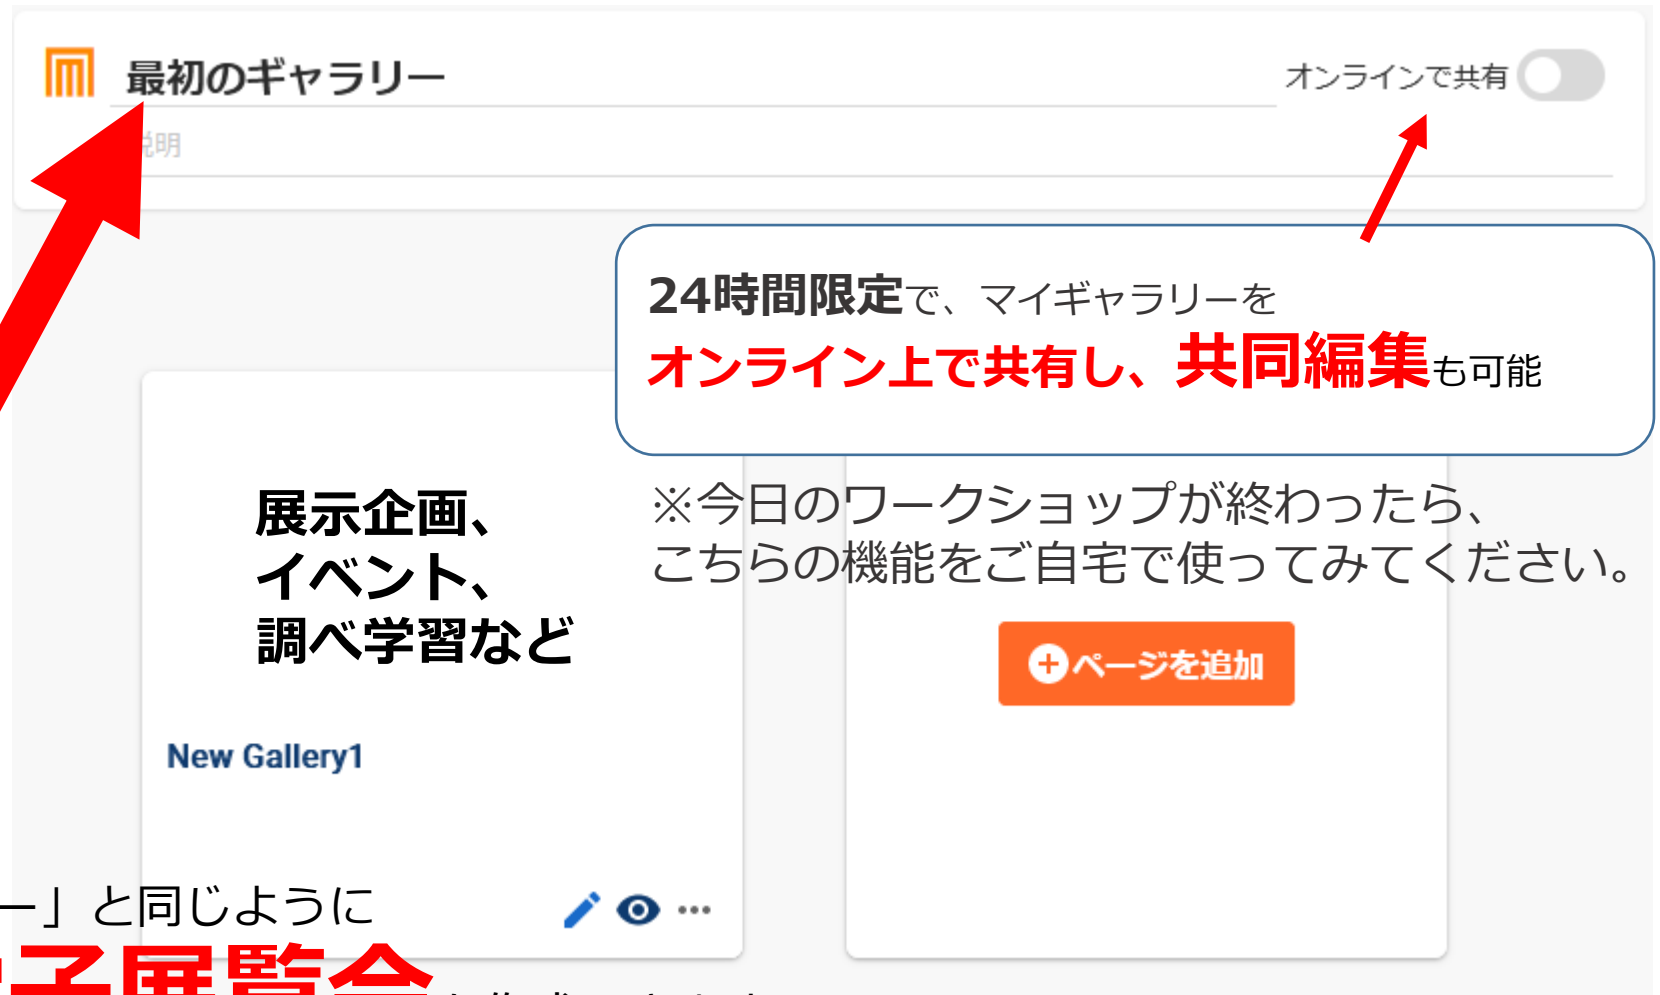 最初のギャラリー
オンラインで共有
説明
24時間限定で、マイギャラリーを
オンライン上で共有し、共同編集も可能
展示企画、
イベント、
調べ学習など
※今日のワークショップが終わったら、
こちらの機能をご自宅で使ってみてください。
ページを追加
New Gallery1
ー」と同じように
子展覧会